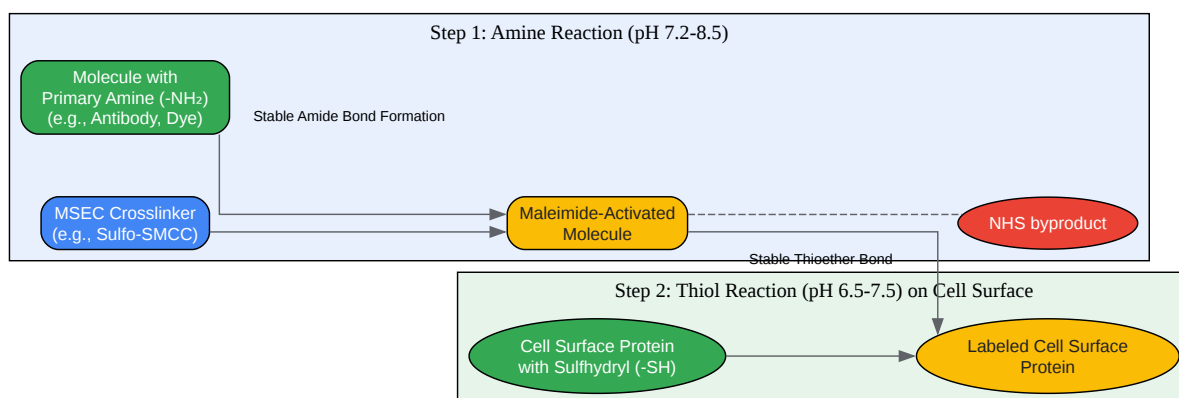 Step 1: Amine Reaction (pH 7.2-8.5)
Molecule with
Primary Amine (-NH₂)
(e.g., Antibody, Dye)
Stable Amide Bond Formation
MSEC Crosslinker
(e.g., Sulfo-SMCC)
Maleimide-Activated
Molecule
NHS byproduct
Stable Thioether Bond
Step 2: Thiol Reaction (pH 6.5-7.5) on Cell Surface
Cell Surface Protein
with Sulfhydryl (-SH)
Labeled Cell Surface
Protein